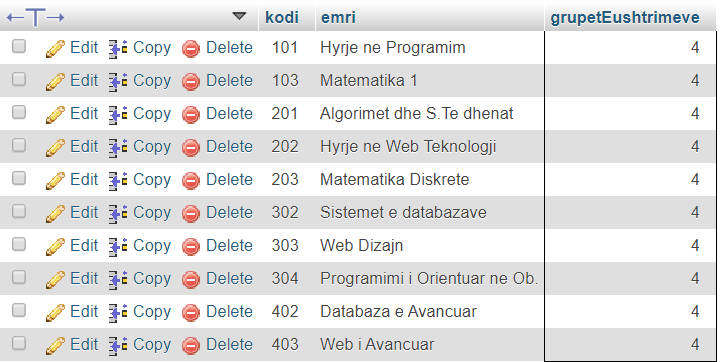 kodi emri grupetEushtrimeve
Edit Copy Delete 101 Hyrje ne Programim 4
Edit Copy Delete 103 Matematika 1 4
Edit Copy Delete 201 Algorimet dhe S.Te dhenat 4
Edit Copy Delete 202 Hyrje ne Web Teknologji 4
Edit Copy Delete 203 Matematika Diskrete 4
Edit Copy Delete 302 Sistemet e databazave 4
Edit Copy Delete 303 Web Dizajn 4
Edit Copy Delete 304 Programimi i Orientuar ne Ob. 4
Edit Copy Delete 402 Databaza e Avancuar 4
Edit Copy Delete 403 Web i Avancuar 4